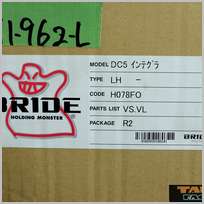 1-962-L
MODEL DC5 インテグラ
TYPE LH -
CODE H078FO
PARTS LIST VS.VL
PACKAGE R2
BRIDE
HOLDING MONSTER
BRIDE